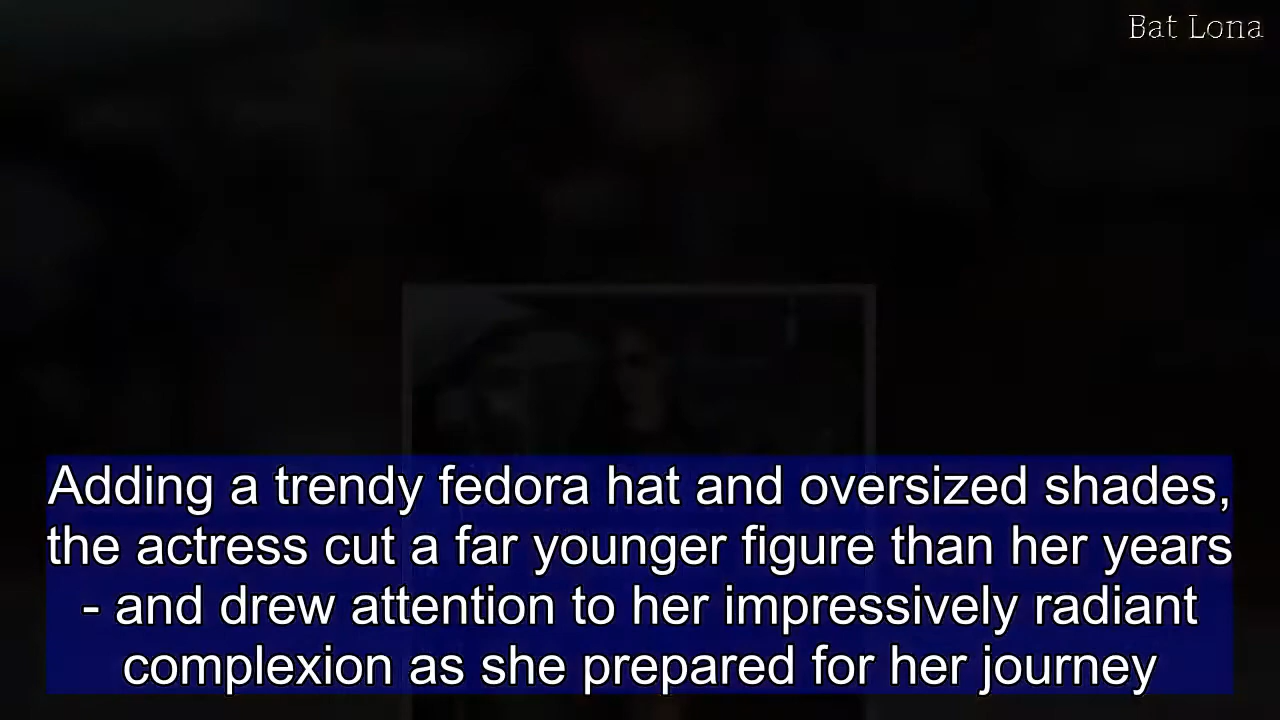 Bat Lona
Adding a trendy fedora hat and oversized shades,
the actress cut a far younger figure than her years
- and drew attention to her impressively radiant
complexion as she prepared for her journey